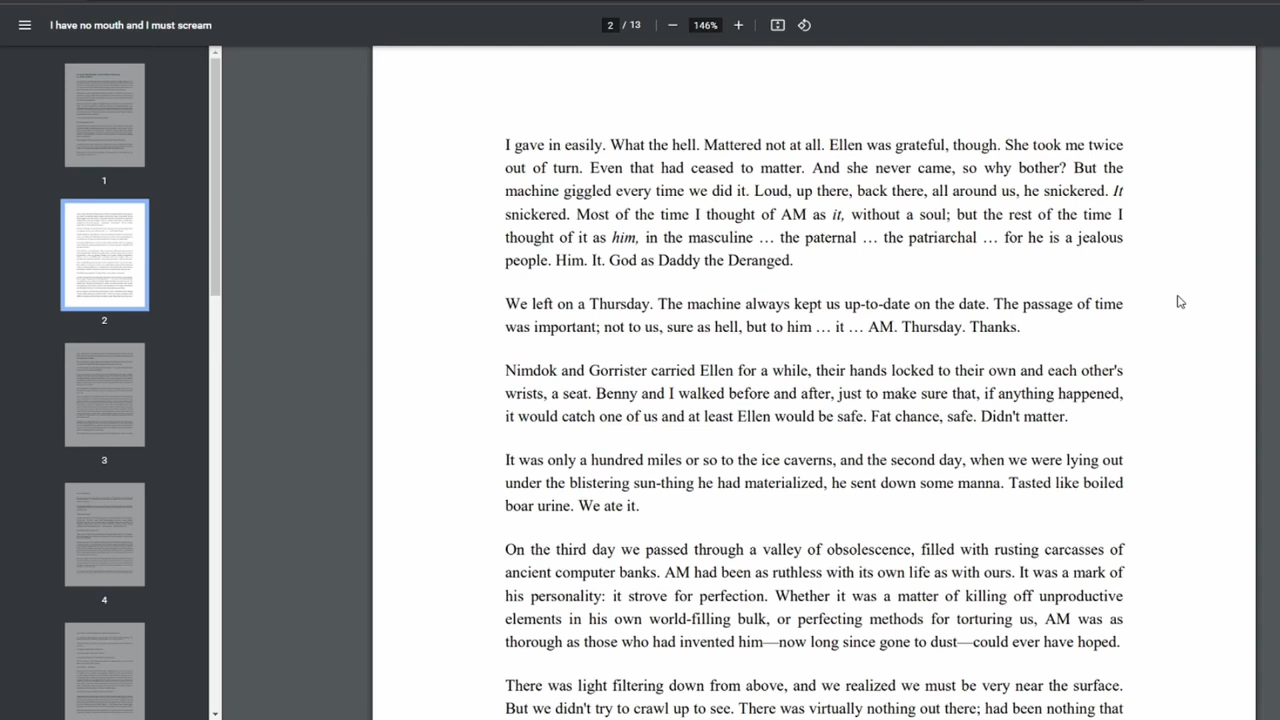 I have no mouth and I must scream
2 / 13
146%
I gave in easily. What the hell. Mattered not at all. Ellen was grateful, though. She took me twice
out of turn. Even that had ceased to matter. And she never came, so why bother? But the
machine giggled every time we did it. Loud, up there, back there, all around us, he snickered. It
snickered. Most of the time I thought of AM as it, without a soul; but the rest of the time I
thought of it as him, in the masculine … the paternal … the patriarchal … for he is a jealous
people. Him. It. God as Daddy the Deranged.
We left on a Thursday. The machine always kept us up-to-date on the date. The passage of time
was important; not to us, sure as hell, but to him … it … AM. Thursday. Thanks.
Nimdok and Gorrister carried Ellen for a while, their hands locked to their own and each other's
wrists, a seat. Benny and I walked before and after, just to make sure that, if anything happened,
it would catch one of us and at least Ellen would be safe. Fat chance, safe. Didn't matter.
It was only a hundred miles or so to the ice caverns, and the second day, when we were lying out
under the blistering sun-thing he had materialized, he sent down some manna. Tasted like boiled
boar urine. We ate it.
On the third day we passed through a valley of obsolescence, filled with rusting carcasses of
ancient computer banks. AM had been as ruthless with its own life as with ours. It was a mark of
his personality: it strove for perfection. Whether it was a matter of killing off unproductive
elements in his own world-filling bulk, or perfecting methods for torturing us, AM was as
thorough as those who had invented him——long since gone to dust—could ever have hoped.
There was light filtering down from above, and we realized we must be very near the surface.
But we didn't try to crawl up to see. There was virtually nothing out there; had been nothing that
1
2
3
4